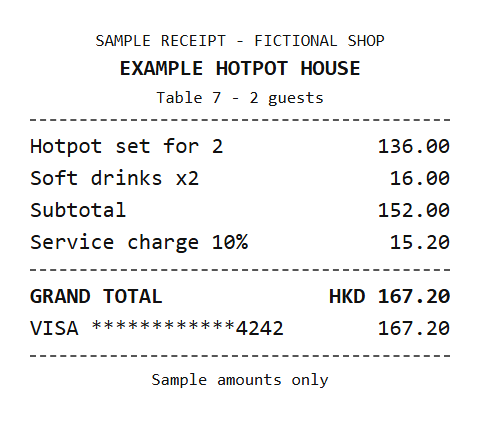 SAMPLE RECEIPT - FICTIONAL SHOP
EXAMPLE HOTPOT HOUSE
Table 7 - 2 guests
Hotpot set for 2 136.00
Soft drinks x2 16.00
Subtotal 152.00
Service charge 10% 15.20
GRAND TOTAL HKD 167.20
VISA ************4242 167.20
Sample amounts only